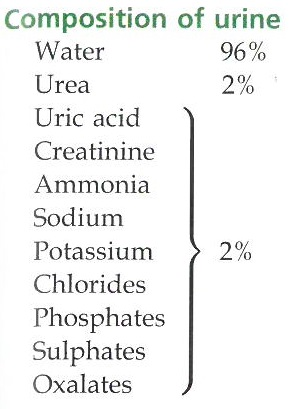 Composition of urine
Water 96%
Urea 2%
Uric acid
Creatinine
Ammonia
Sodium
Potassium 2%
Chlorides
Phosphates
Sulphates
Oxalates